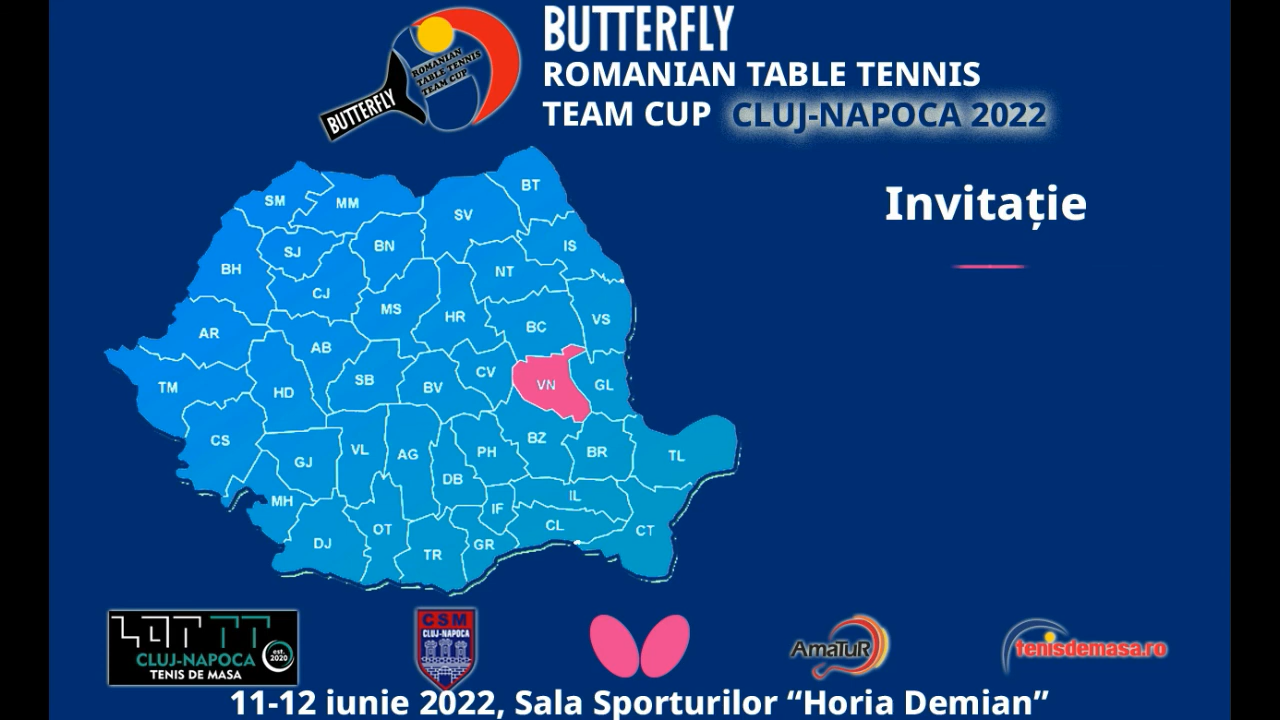 BUTTERFLY
ROMANIAN TABLE TENNIS
TEAM CUP CLUJ-NAPOCA 2022
ROMANIAN
TABLE TENNIS
TEAM CUP
BUTTERFLY
Invitație
BT
SM
MM
SV
BN
IS
SJ
BH
NT
CJ
MS
HR
VS
BC
AR
AB
CV
SB
VN
GL
TM
BV
HD
BZ
CS
VL
PH
BR
AG
TL
GJ
DB
IL
MH
IF
CL
OT
CT
DJ
GR
TR
CLUJ-NAPOCA
TENIS DE MASA
est.
2020
CSM
CLUJ-NAPOCA
AmaTuR
tenisdemasa.ro
11-12 iunie 2022, Sala Sporturilor “Horia Demian”